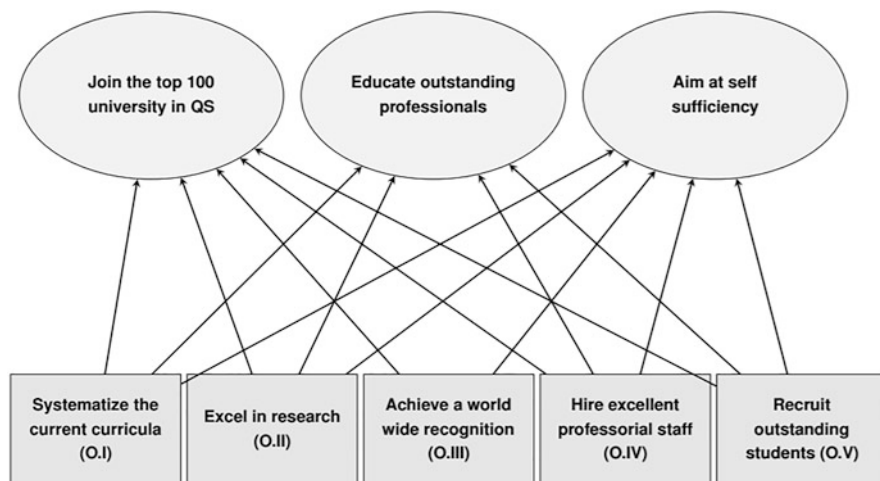 Join the top 100
university in QS
Educate outstanding
professionals
Aim at self
sufficiency
Systematize the
current curricula
(O.I)
Excel in research
(O.II)
Achieve a world
wide recognition
(O.III)
Hire excellent
professorial staff
(O.IV)
Recruit
outstanding
students (O.V)